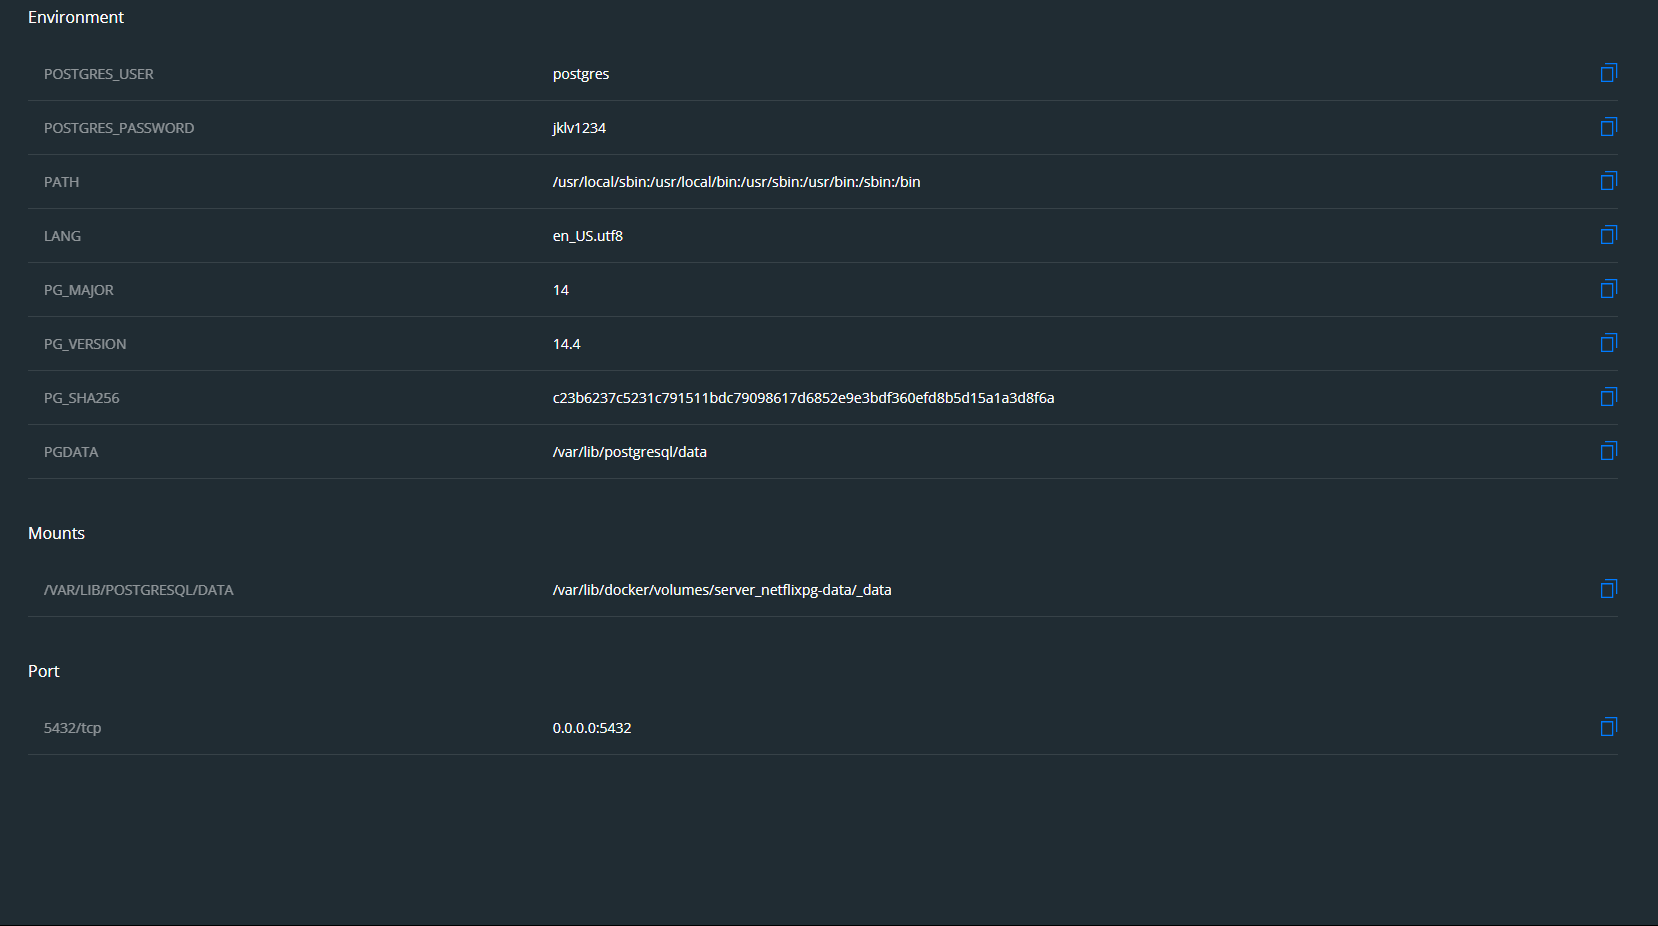 Environment
POSTGRES_USER postgres
POSTGRES_PASSWORD jklv1234
PATH /usr/local/sbin:/usr/local/bin:/usr/sbin:/usr/bin:/sbin:/bin
LANG en_US.utf8
PG_MAJOR 14
PG_VERSION 14.4
PG_SHA256 c23b6237c5231c791511bdc79098617d6852e9e3bdf360efd8b5d15a1a3d8f6a
PGDATA /var/lib/postgresql/data
Mounts
/VAR/LIB/POSTGRESQL/DATA /var/lib/docker/volumes/server_netflixpg-data/_data
Port
5432/tcp 0.0.0.0:5432